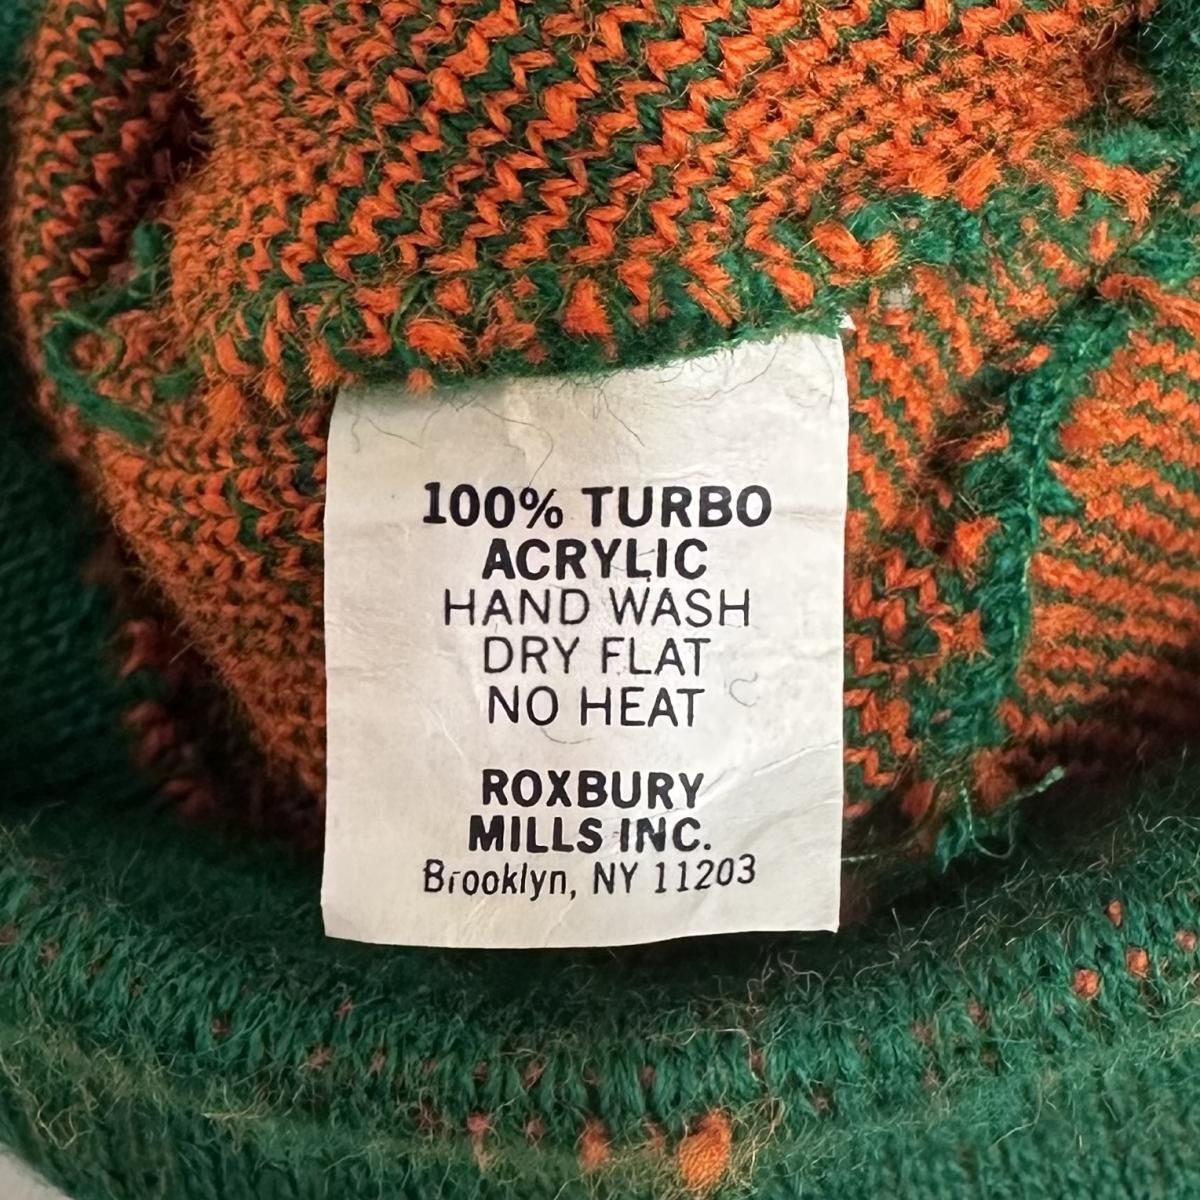 100% TURBO
ACRYLIC
HAND WASH
DRY FLAT
NO HEAT
ROXBURY
MILLS INC.
Brooklyn, NY 11203